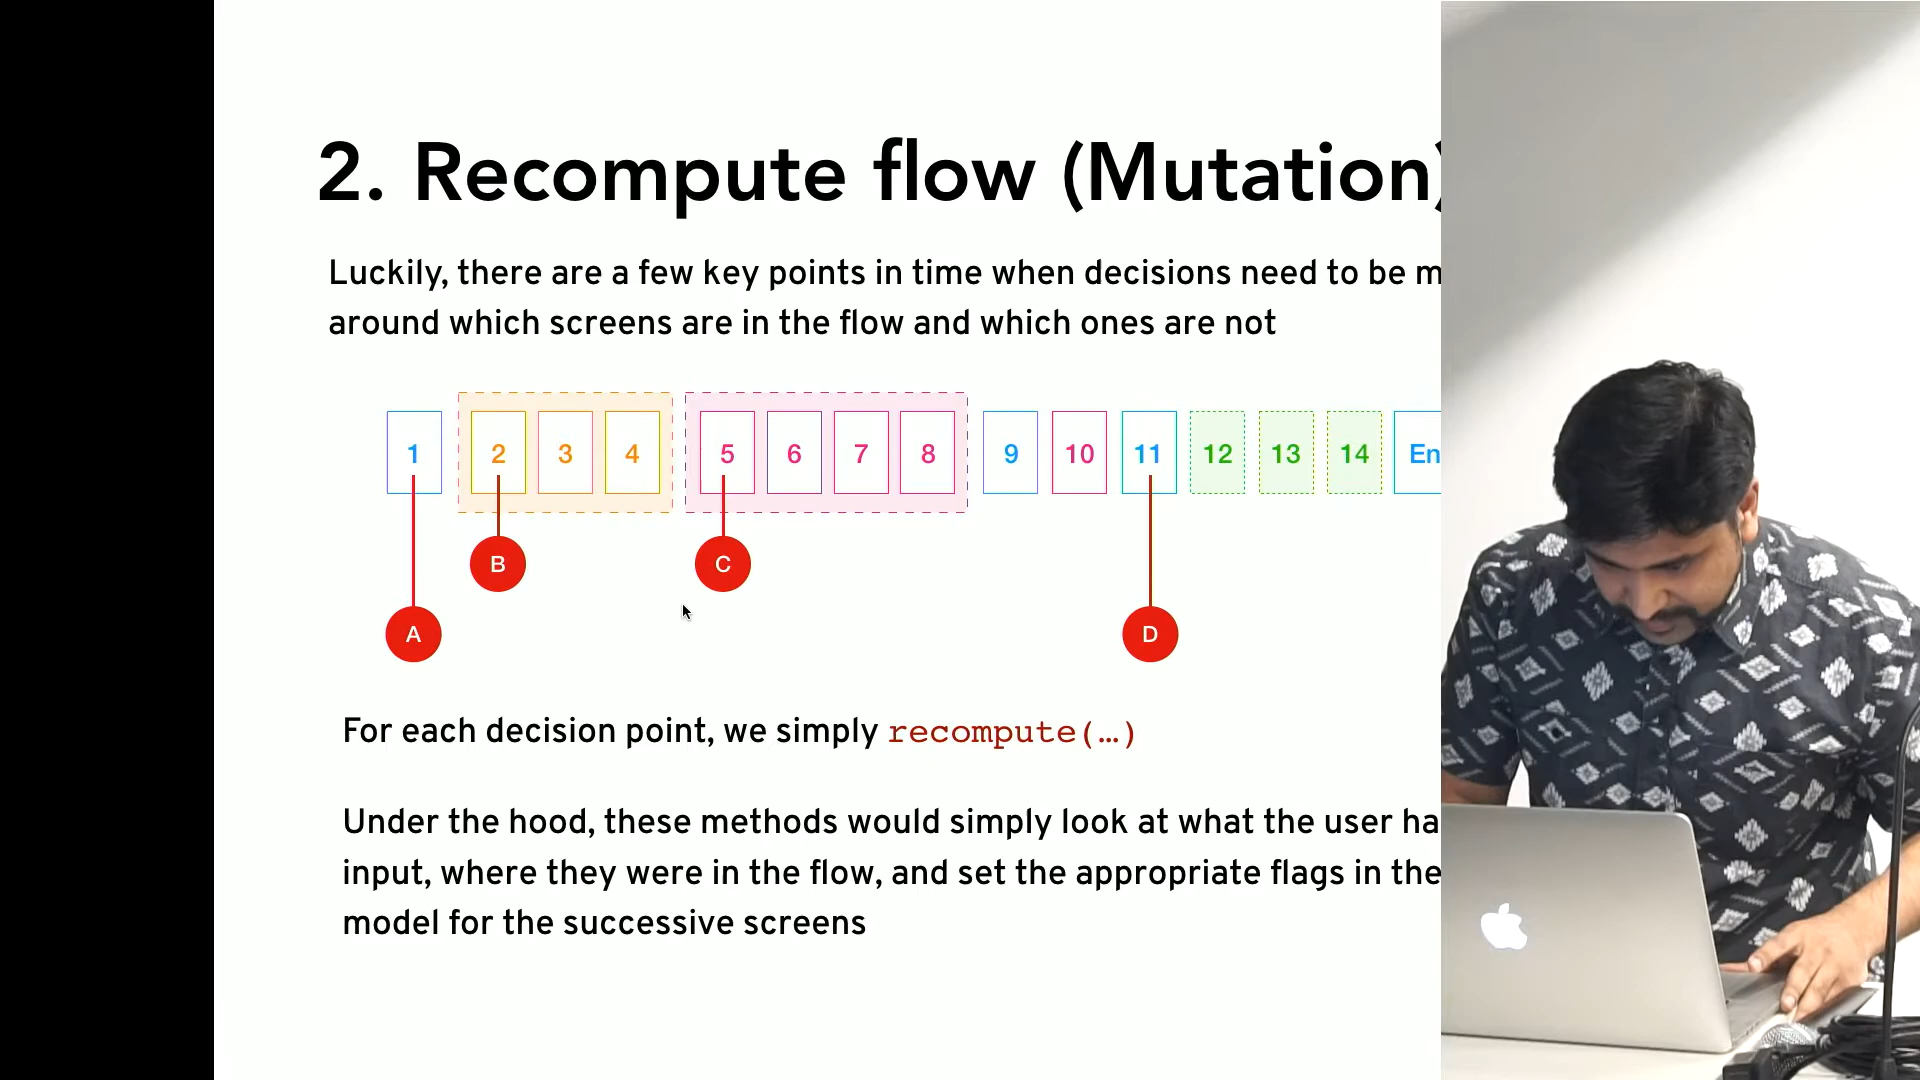 2. Recompute flow (Mutation)
Luckily, there are a few key points in time when decisions need to be
around which screens are in the flow and which ones are not
1 2 3 4 5 6 7 8 9 10 11 12 13 14 En
B C
A D
For each decision point, we simply recompute(…)
Under the hood, these methods would simply look at what the user
input, where they were in the flow, and set the appropriate flags in the
model for the successive screens